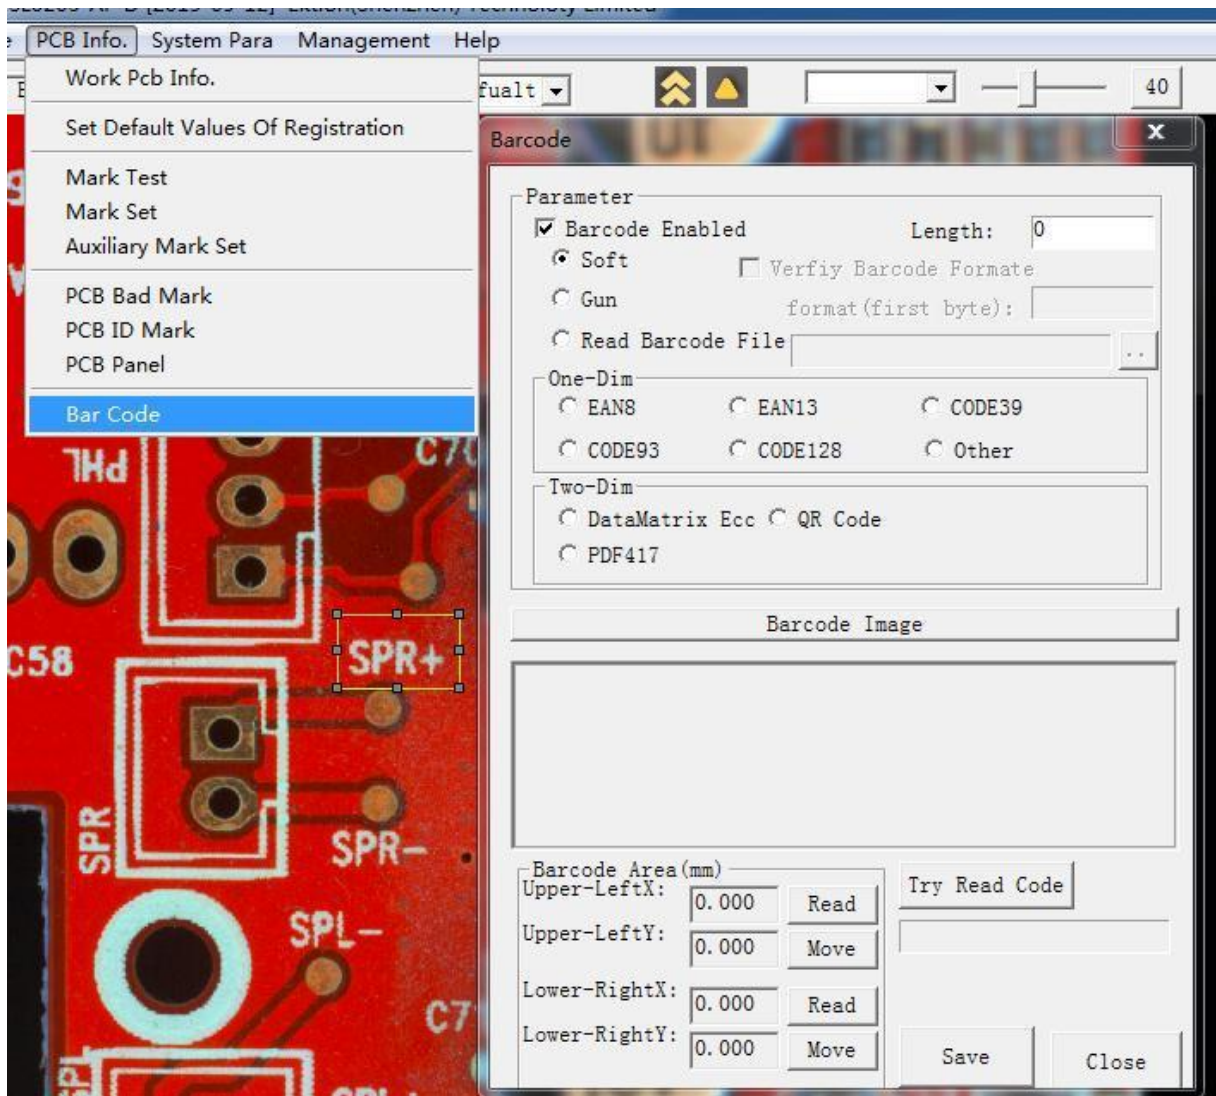 PCB Info. System Para Management Help
Work Pcb Info.
Set Default Values Of Registration
Mark Test
Mark Set
Auxiliary Mark Set
PCB Bad Mark
PCB ID Mark
PCB Panel
Bar Code
fualt
40
Barcode
x
Parameter
Barcode Enabled
Length: 0
Soft
Verfiy Barcode Formate
Gun
format(first byte):
Read Barcode File
..
One-Dim
EAN8 EAN13 CODE39
CODE93 CODE128 Other
Two-Dim
DataMatrix Ecc QR Code
PDF417
Barcode Image
Barcode Area(mm)
Upper-LeftX: 0.000 Read
Upper-LeftY: 0.000 Move
Lower-RightX: 0.000 Read
Lower-RightY: 0.000 Move
Try Read Code
Save
Close
PHL
C70
C58
SPR+
SPR
SPR-
SPL-
C7
SPL